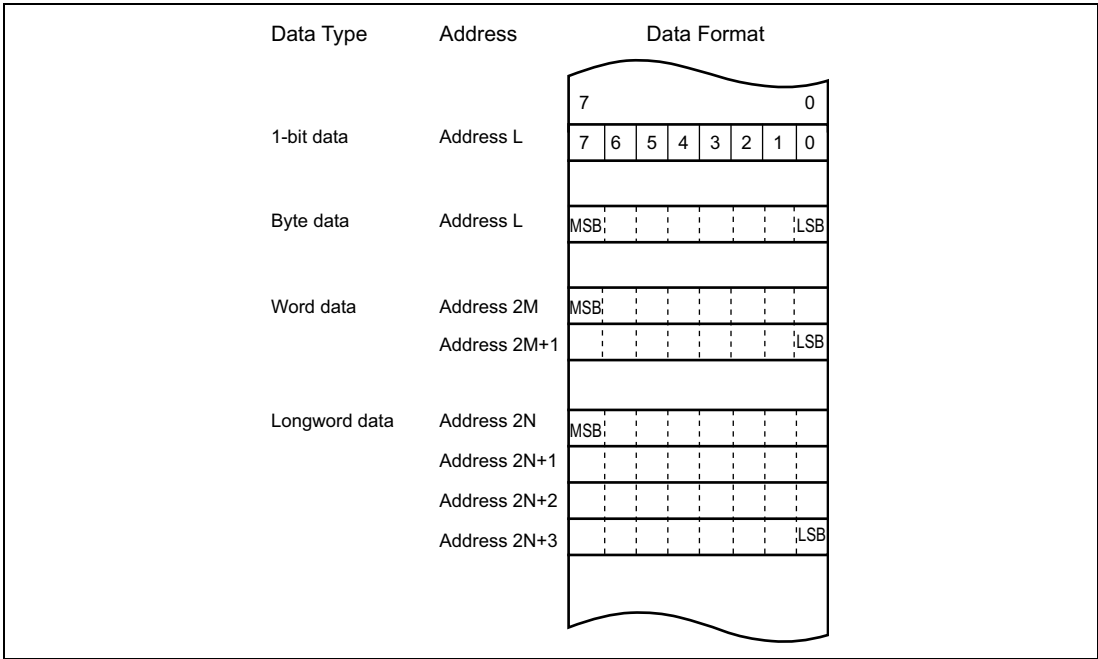 Data Type Address Data Format
7 0
1-bit data Address L 7 6 5 4 3 2 1 0
Byte data Address L MSB LSB
Word data Address 2M MSB
Address 2M+1 LSB
Longword data Address 2N MSB
Address 2N+1
Address 2N+2
Address 2N+3 LSB